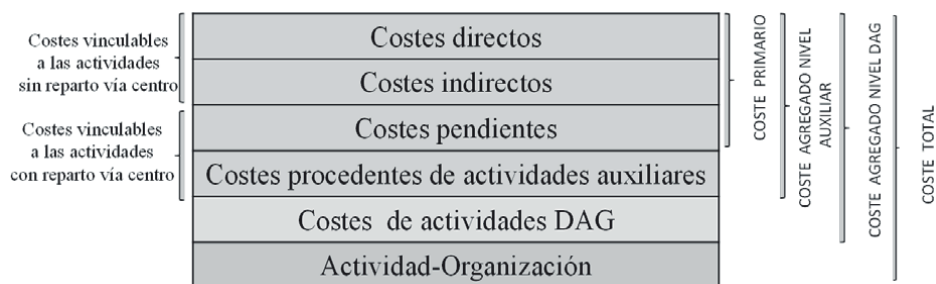 Costes vinculables
a las actividades
sin reparto vía centro
Costes vinculables
a las actividades
con reparto vía centro
Costes directos
Costes indirectos
Costes pendientes
Costes procedentes de actividades auxiliares
Costes de actividades DAG
Actividad-Organización
COSTE PRIMARIO
COSTE AGREGADO NIVEL
AUXILIAR
COSTE AGREGADO NIVEL DAG
COSTE TOTAL